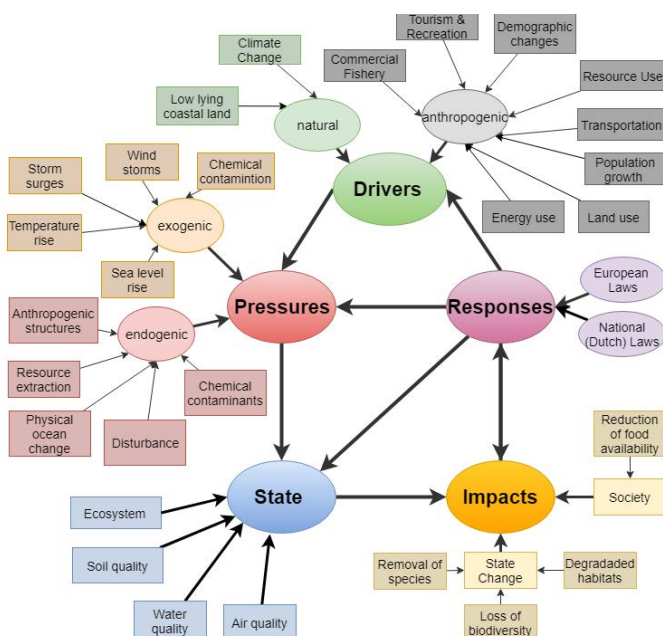 Tourism &
Recreation
Demographic
changes
Climate
Change
Commercial
Fishery
Resource Use
Low lying
coastal land
natural
anthropogenic
Transportation
Wind
storms
Chemical
contamintion
Storm
surges
Drivers
Population
growth
Energy use
Land use
Temperature
rise
exogenic
Sea level
rise
European
Laws
Anthropogenic
structures
Pressures
Responses
endogenic
National
(Dutch) Laws
Resource
extraction
Chemical
contaminants
Physical
ocean
change
Disturbance
Reduction
of food
availability
State
Impacts
Society
Ecosystem
Soil quality
Water
quality
Air quality
Removal of
species
State
Change
Degradaded
habitats
Loss of
biodiversity